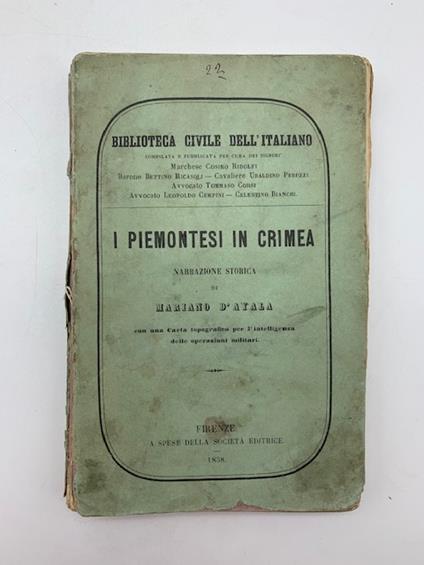 22
BIBLIOTECA CIVILE DELL'ITALIANO
COMPILATA E PUBBLICATA PER CURA DEI SIGNORI
Marchese COSIMO RIDOLFI
Barone BETTINO RICASOLI — Cavaliere UBALDINO PERUZZI
Avvocato TOMMASO CORSI
Avvocato LEOPOLDO CEMPINI — CELESTINO BIANCHI.
I PIEMONTESI IN CRIMEA
NARRAZIONE STORICA
DI
MARIANO D'AYALA
con una Carta topografica per l'intelligenza
delle operazioni militari.
FIRENZE
A SPESE DELLA SOCIETÀ EDITRICE
1858.